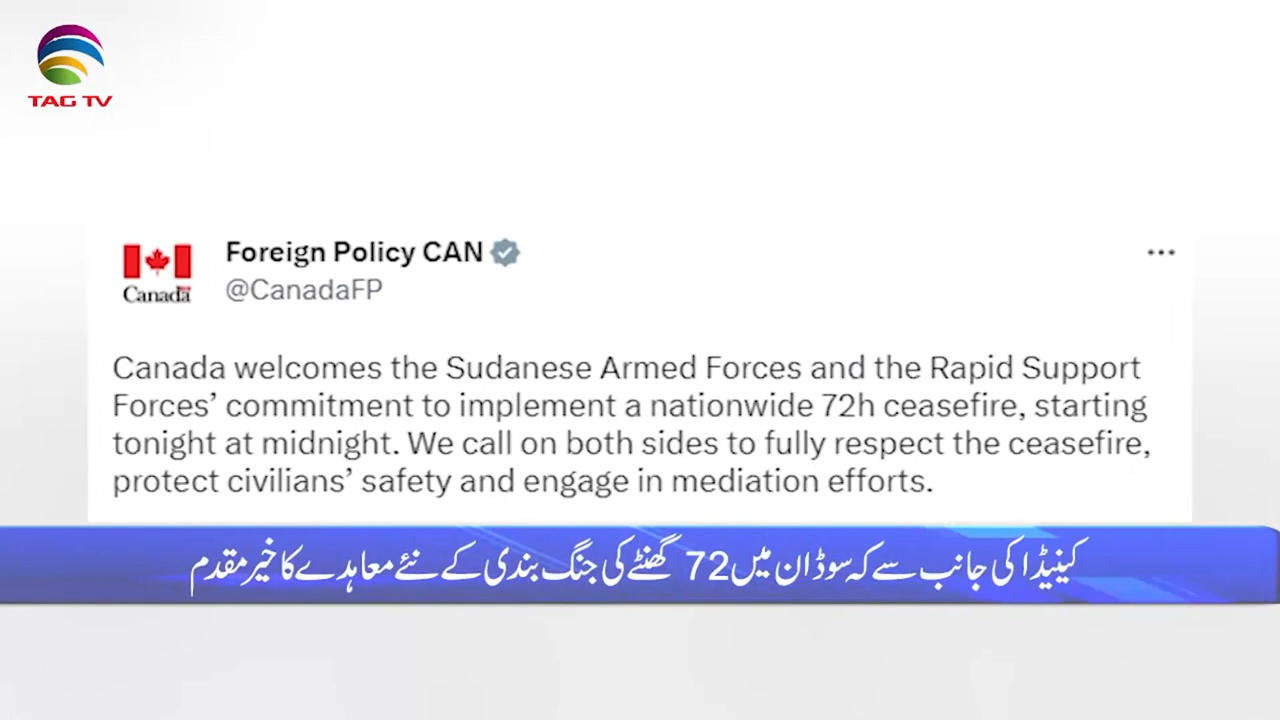 TAG TV
Foreign Policy CAN
Canada
@CanadaFP
Canada welcomes the Sudanese Armed Forces and the Rapid Support
Forces’ commitment to implement a nationwide 72h ceasefire, starting
tonight at midnight. We call on both sides to fully respect the ceasefire,
protect civilians’ safety and engage in mediation efforts.
کینیڈا کی جانب سے کہ سوڈان میں 72 گھنٹے کی جنگ بندی کے نئے معاہدے کا خیر مقدم